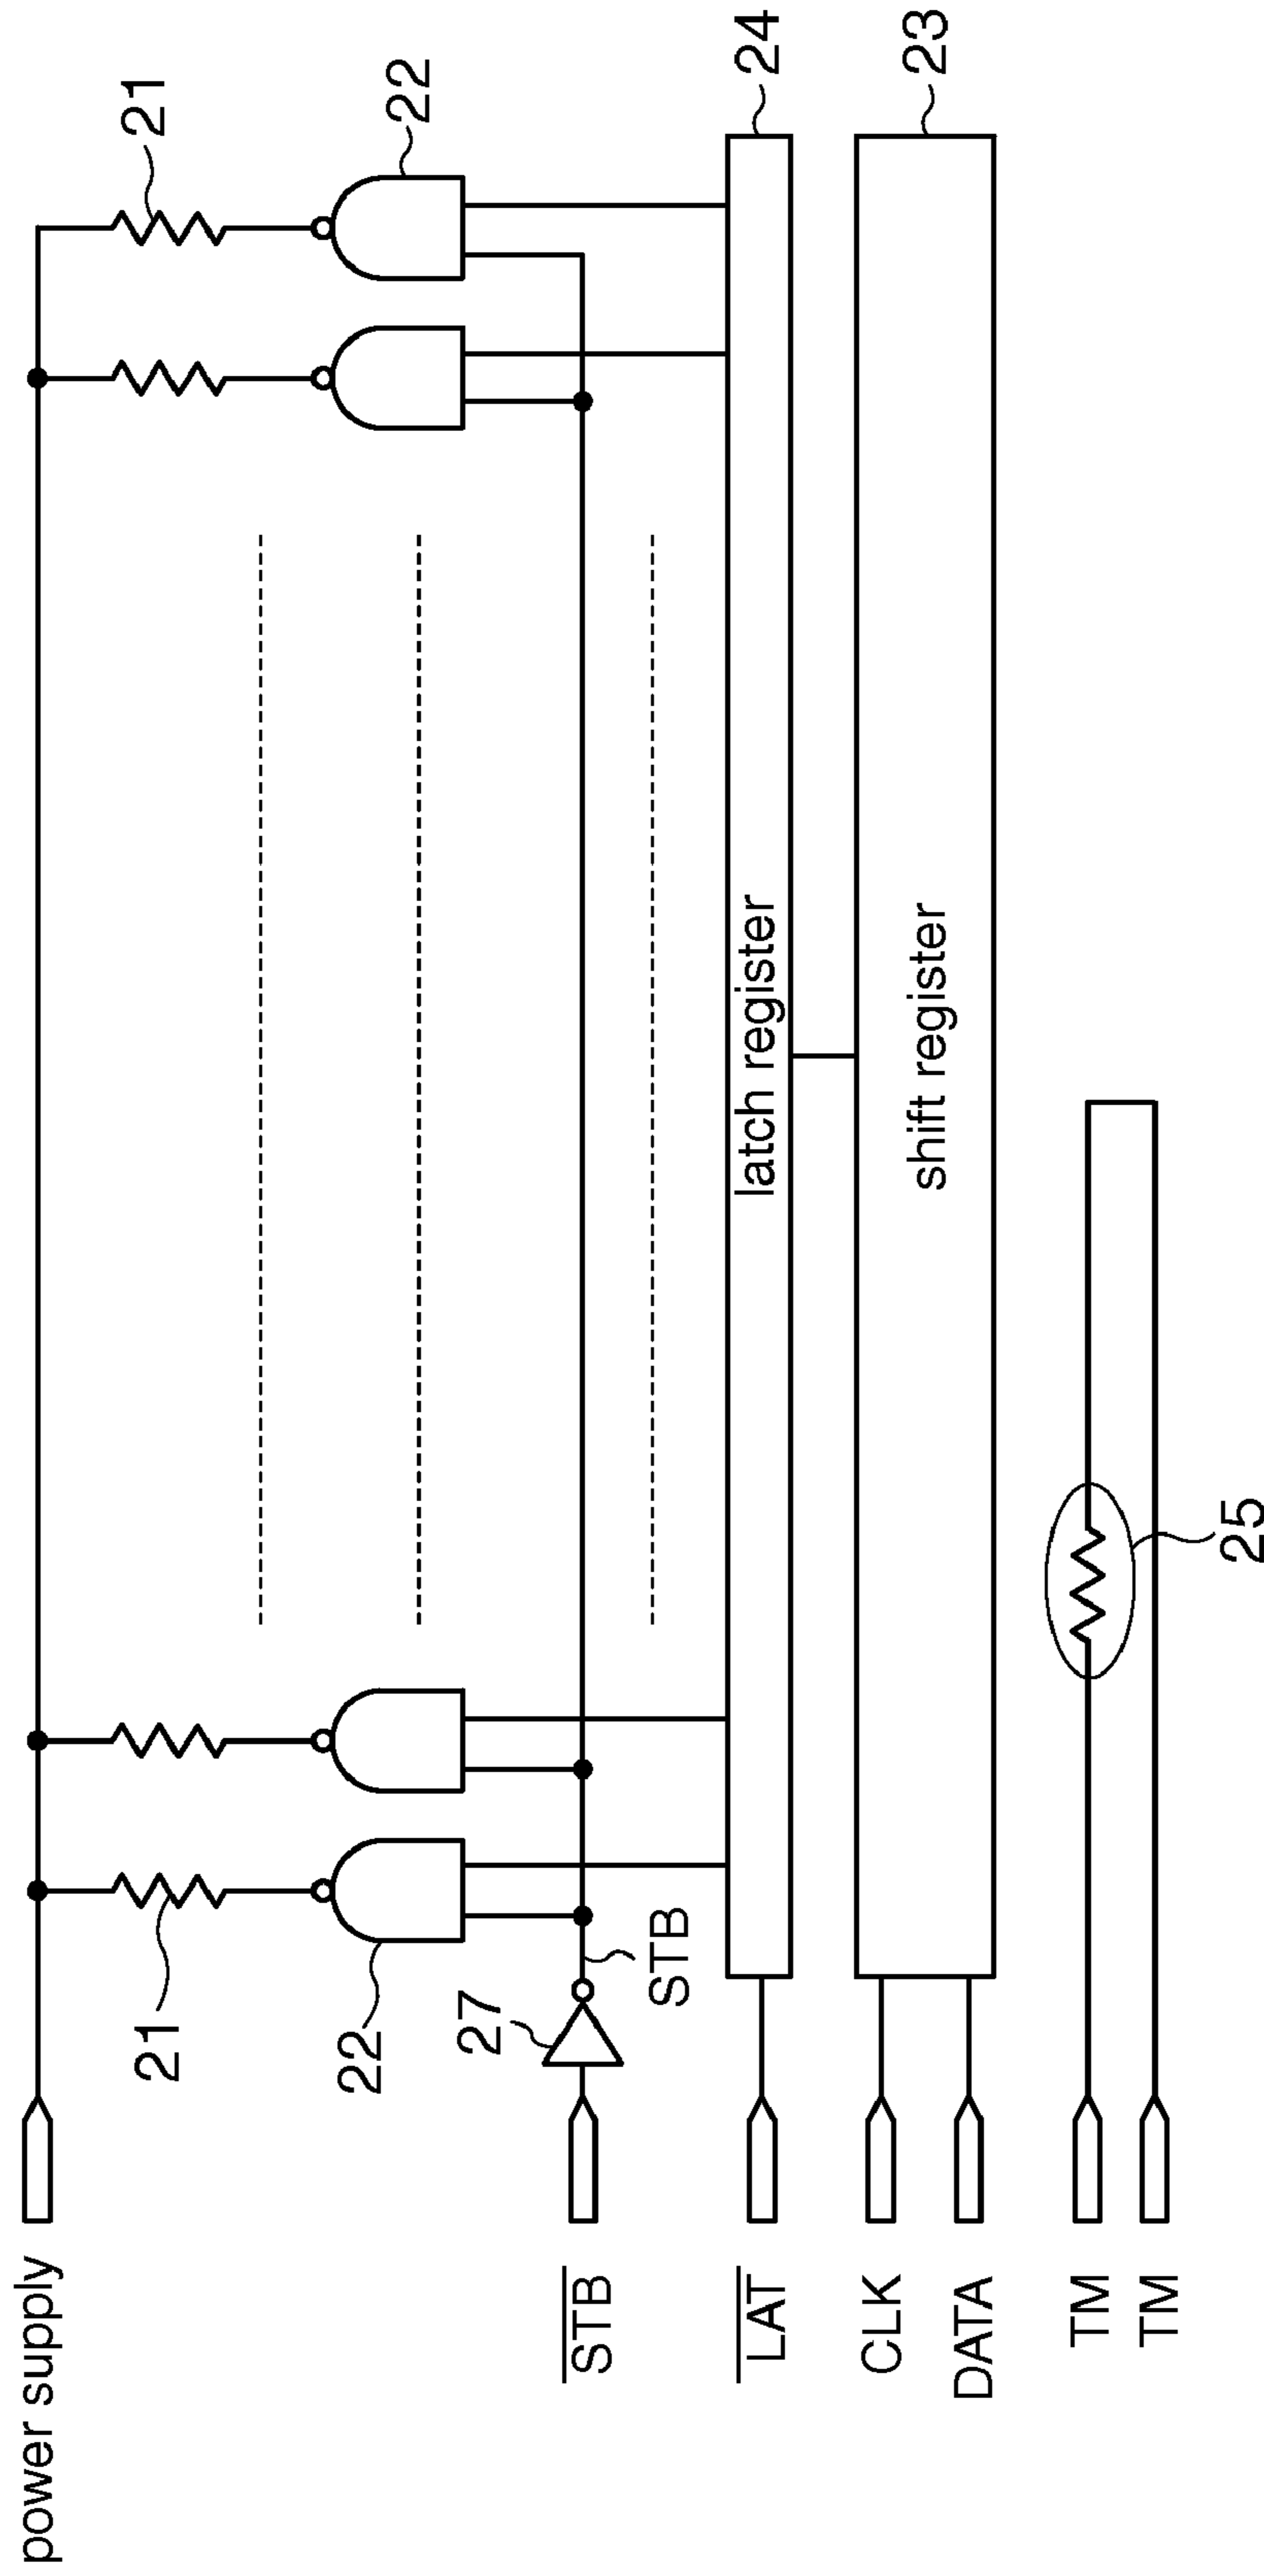 21
22
24
23
latch register
shift register
25
21
22
27
STB
power supply
STB
LAT
CLK
DATA
TM
TM